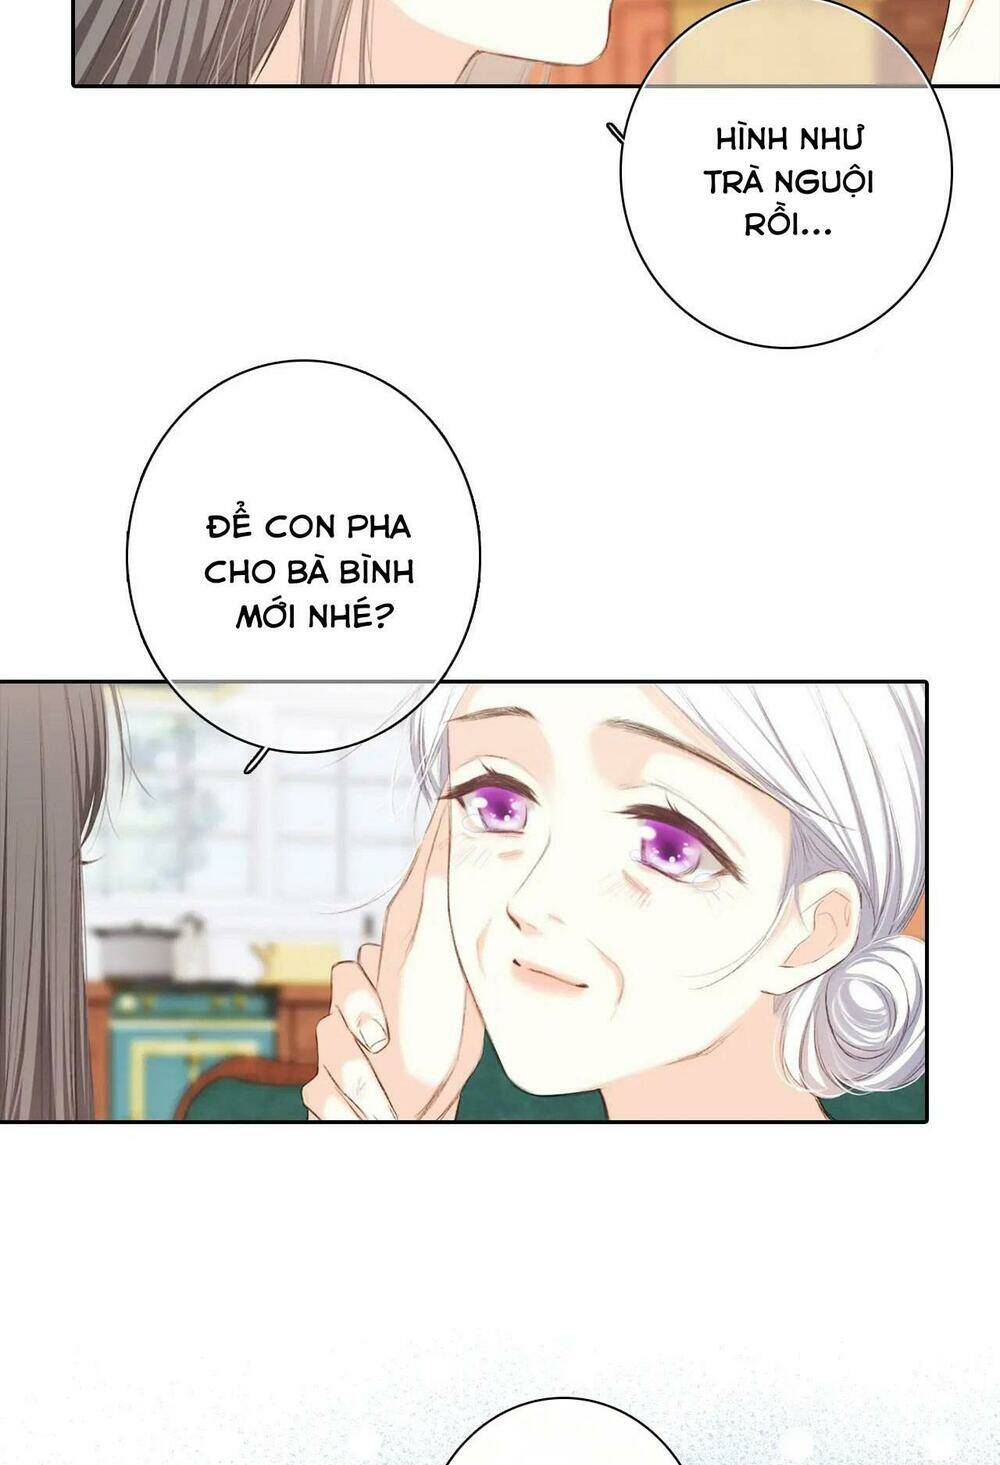 HÌNH NHƯ
TRÀ NGUỘI
RỒI...
ĐỂ CON PHA
CHO BÀ BÌNH
MỚI NHÉ?